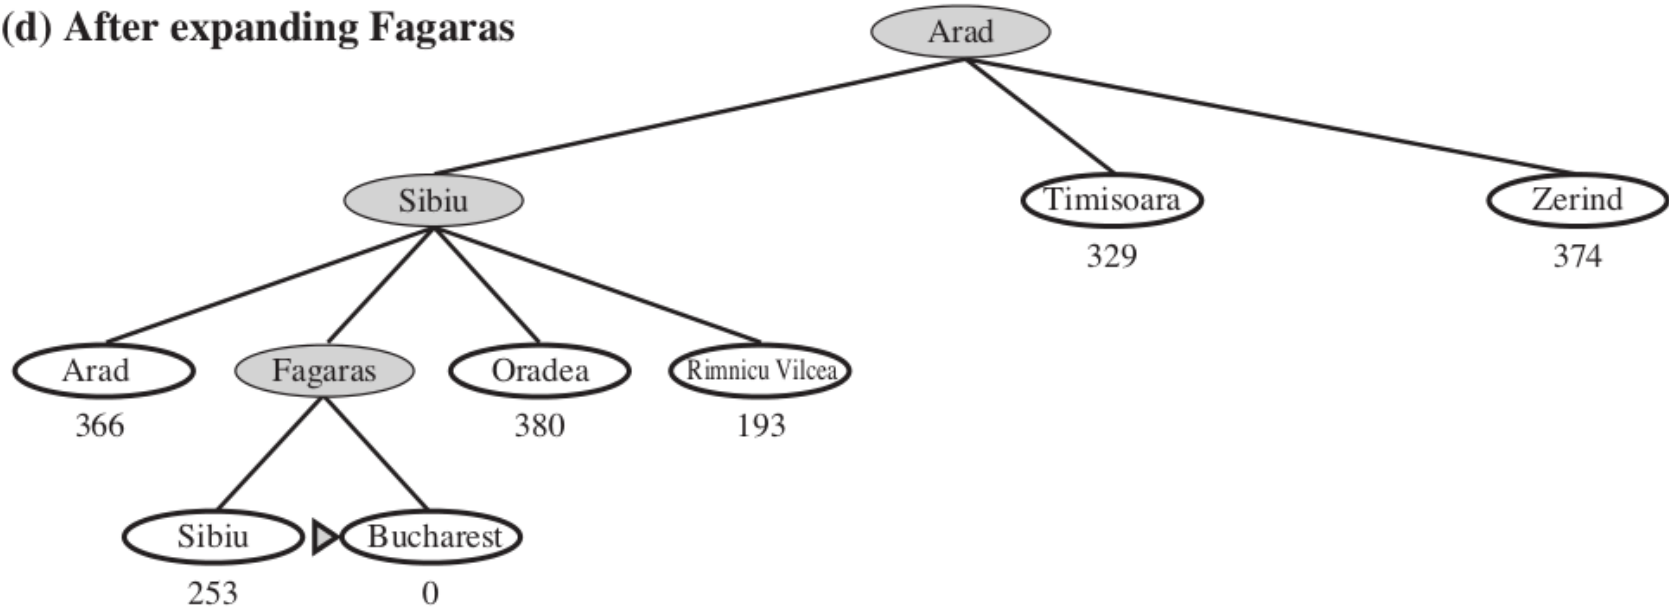 (d) After expanding Fagaras
Arad
Sibiu
Timisoara
Zerind
329
374
Arad
Fagaras
Oradea
Rimnicu Vilcea
366
380
193
Sibiu
Bucharest
253
0